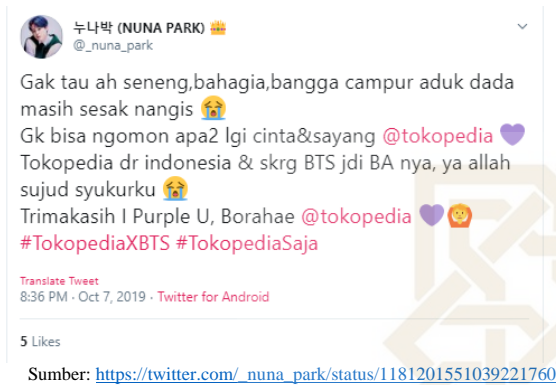 누나박 (NUNA PARK) 👑
@_nuna_park
Gak tau ah seneng,bahagia,bangga campur aduk dada
masih sesak nangis 😭
Gk bisa ngomon apa2 lgi cinta&sayang @tokopedia 💜
Tokopedia dr indonesia & skrg BTS jdi BA nya, ya allah
sujud syukurku 😭
Trimakasih I Purple U, Borahae @tokopedia 💜🙆
#TokopediaXBTS #TokopediaSaja
Translate Tweet
8:36 PM · Oct 7, 2019 · Twitter for Android
5 Likes
Sumber: https://twitter.com/_nuna_park/status/1181201551039221760